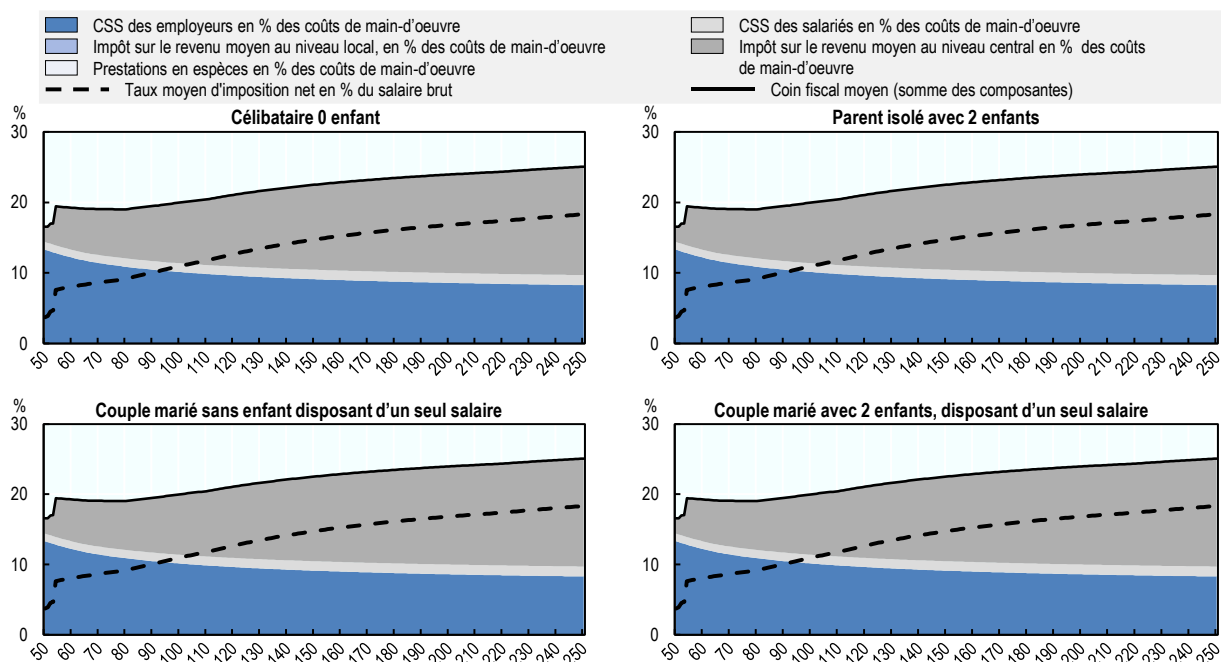 CSS des employeurs en % des coûts de main-d'oeuvre
CSS des salariés en % des coûts de main-d'oeuvre
Impôt sur le revenu moyen au niveau local, en % des coûts de main-d'oeuvre
Impôt sur le revenu moyen au niveau central en % des coûts
de main-d'oeuvre
Prestations en espèces en % des coûts de main-d'oeuvre
Taux moyen d'imposition net en % du salaire brut
Coin fiscal moyen (somme des composantes)
%
Célibataire 0 enfant
30
20
10
0
50 60 70 80 90 100 110 120 130 140 150 160 170 180 190 200 210 220 230 240 250
%
Parent isolé avec 2 enfants
30
20
10
0
50 60 70 80 90 100 110 120 130 140 150 160 170 180 190 200 210 220 230 240 250
%
Couple marié sans enfant disposant d'un seul salaire
30
20
10
0
50 60 70 80 90 100 110 120 130 140 150 160 170 180 190 200 210 220 230 240 250
%
Couple marié avec 2 enfants, disposant d'un seul salaire
30
20
10
0
50 60 70 80 90 100 110 120 130 140 150 160 170 180 190 200 210 220 230 240 250